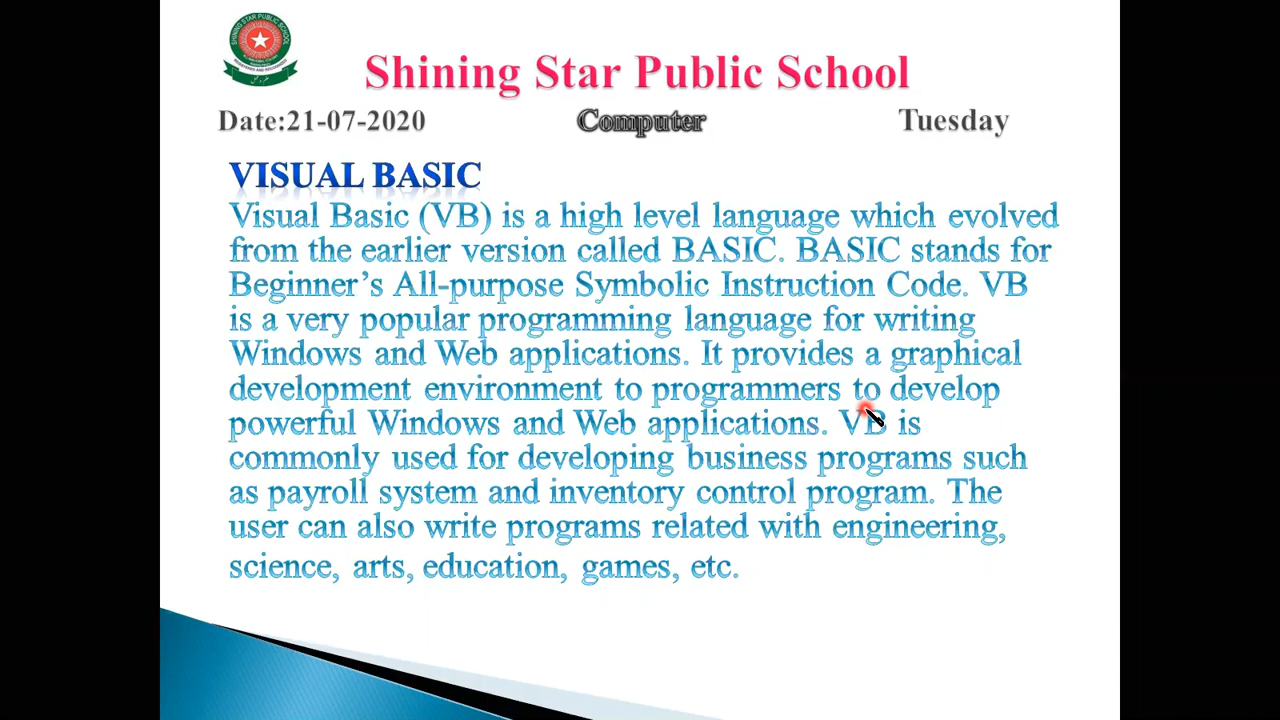 SHINING STAR PUBLIC SCHOOL
Shining Star Public School
Date:21-07-2020 Computer Tuesday
VISUAL BASIC
Visual Basic (VB) is a high level language which evolved
from the earlier version called BASIC. BASIC stands for
Beginner’s All-purpose Symbolic Instruction Code. VB
is a very popular programming language for writing
Windows and Web applications. It provides a graphical
development environment to programmers to develop
powerful Windows and Web applications. VB is
commonly used for developing business programs such
as payroll system and inventory control program. The
user can also write programs related with engineering,
science, arts, education, games, etc.